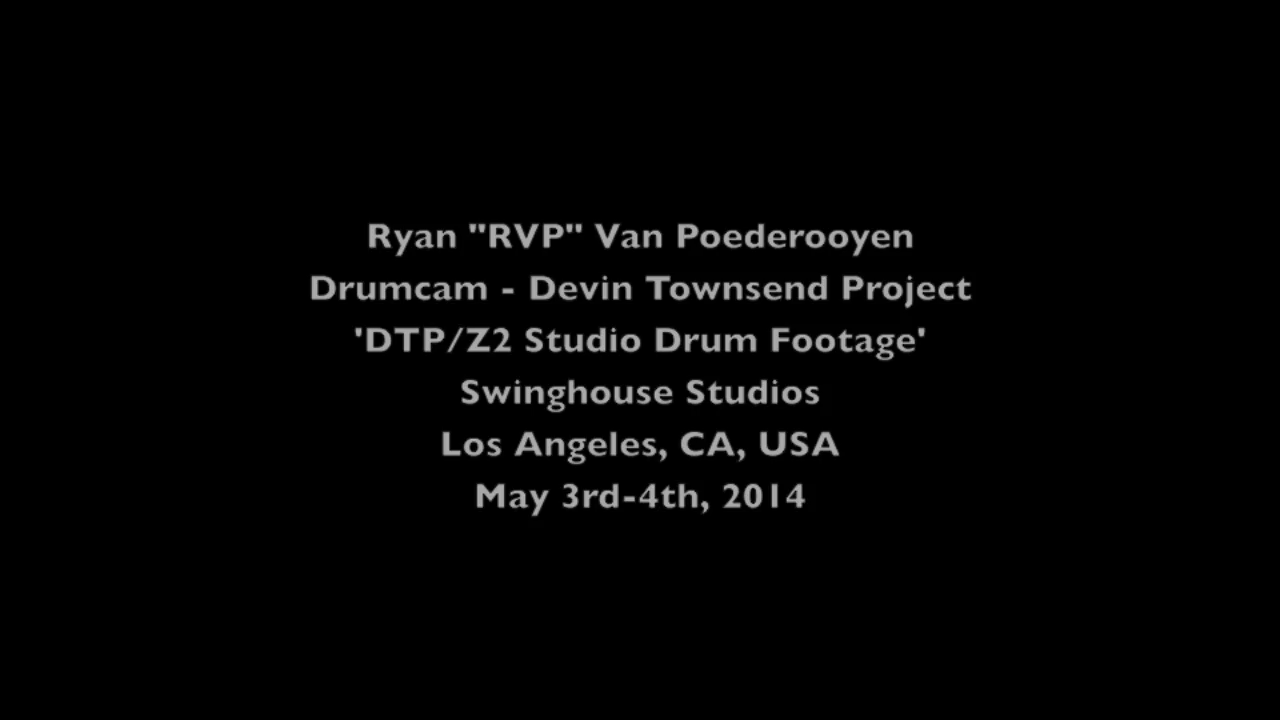 Ryan "RVP" Van Poederooyen
Drumcam - Devin Townsend Project
'DTP/Z2 Studio Drum Footage'
Swinghouse Studios
Los Angeles, CA, USA
May 3rd-4th, 2014